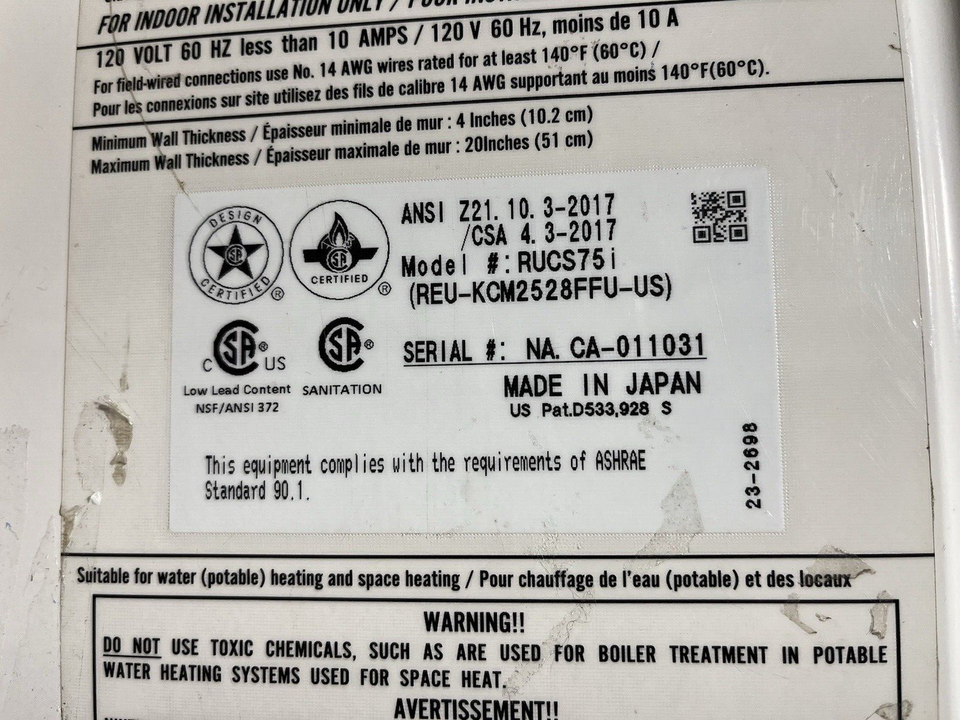 FOR INDOOR INSTALLATION ONLY / POUR
120 VOLT 60 HZ less than 10 AMPS / 120 V 60 Hz, moins de 10 A
For field-wired connections use No. 14 AWG wires rated for at least 140°F (60°C) /
Pour les connexions sur site utilisez des fils de calibre 14 AWG supportant au moins 140°F(60°C).
Minimum Wall Thickness / Épaisseur minimale de mur : 4 Inches (10.2 cm)
Maximum Wall Thickness / Épaisseur maximale de mur : 20Inches (51 cm)
DESIGN
SA
CERTIFIED
®
SA
CERTIFIED
®
ANSI Z21. 10. 3-2017
/CSA 4. 3-2017
Model #:RUCS75i
(REU-KCM2528FFU-US)
C SA® US
Low Lead Content
NSF/ANSI 372
SA®
SANITATION
SERIAL #: NA. CA-011031
MADE IN JAPAN
US Pat.D533,928 S
23-2698
This equipment complies with the requirements of ASHRAE
Standard 90.1.
Suitable for water (potable) heating and space heating / Pour chauffage de l'eau (potable) et des locaux
WARNING!!
DO NOT USE TOXIC CHEMICALS, SUCH AS ARE USED FOR BOILER TREATMENT IN POTABLE
WATER HEATING SYSTEMS USED FOR SPACE HEAT.
AVERTISSEMENT!!